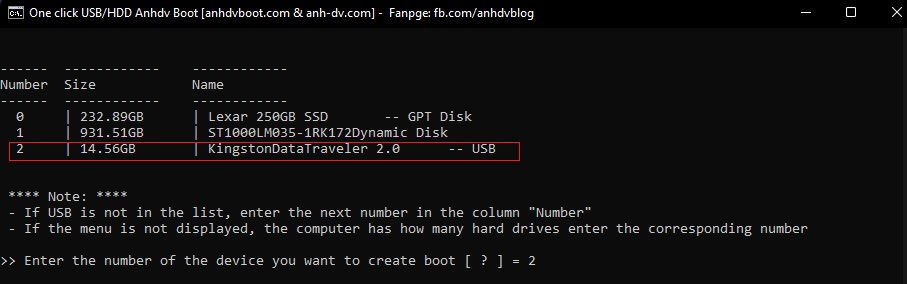 One click USB/HDD Anhdv Boot [anhdvboot.com & anh-dv.com] - Fanpge: fb.com/anhdvblog
------ ------------ ------------
Number Size Name
------ ------------ ------------
0 | 232.89GB | Lexar 250GB SSD -- GPT Disk
1 | 931.51GB | ST1000LM035-1RK172Dynamic Disk
2 | 14.56GB | KingstonDataTraveler 2.0 -- USB
**** Note: ****
- If USB is not in the list, enter the next number in the column "Number"
- If the menu is not displayed, the computer has how many hard drives enter the corresponding number
>> Enter the number of the device you want to create boot [ ? ] = 2